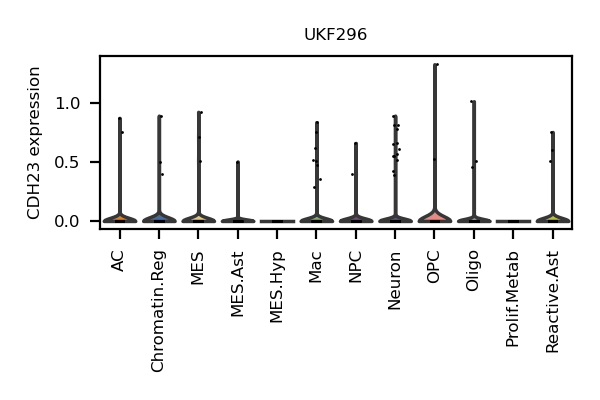 UKF296
CDH23 expression
1.0
0.5
0.0
AC
Chromatin.Reg
MES
MES.Ast
MES.Hyp
Mac
NPC
Neuron
OPC
Oligo
Prolif.Metab
Reactive.Ast